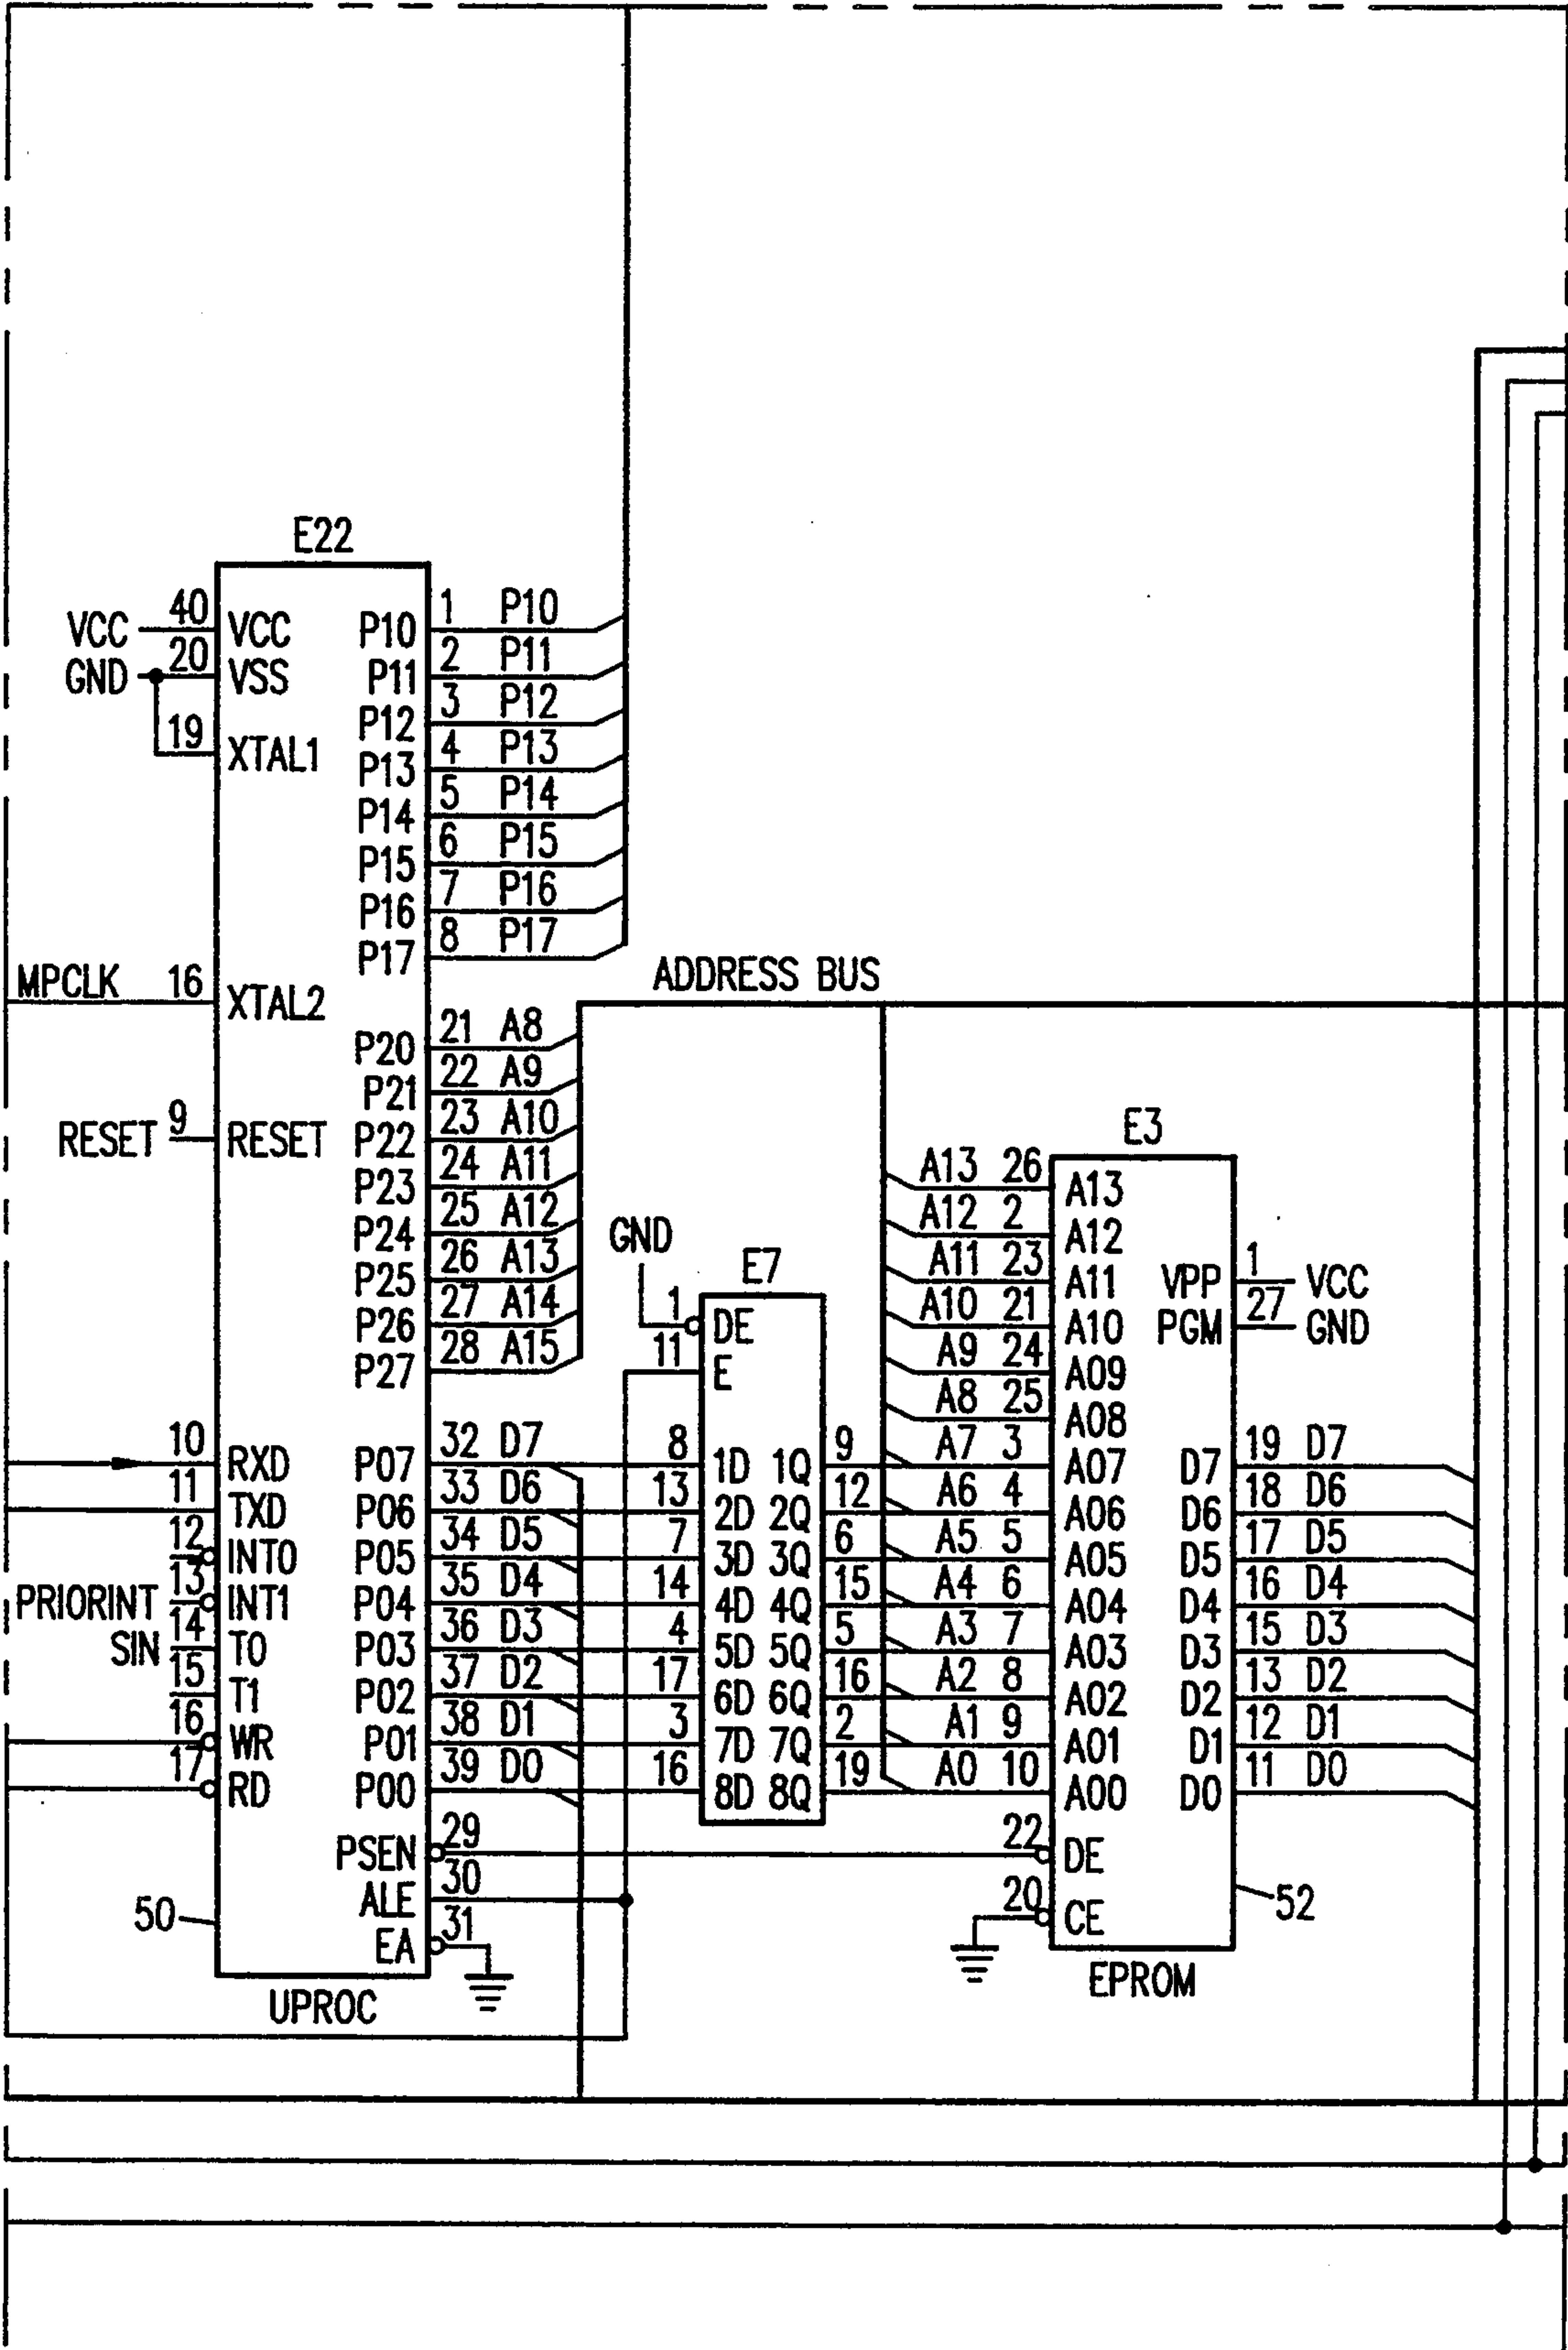 E22
VCC 40 VCC P10 1 P10
GND 20 VSS P11 2 P11
P12 3 P12
19 XTAL1 P13 4 P13
P14 5 P14
P15 6 P15
P16 7 P16
P17 8 P17
MPCLK 16 XTAL2
ADDRESS BUS
P20 21 A8
P21 22 A9
RESET 9 RESET P22 23 A10
P23 24 A11
P24 25 A12
P25 26 A13
P26 27 A14
P27 28 A15
10 RXD P07 32 D7
11 TXD P06 33 D6
12 INT0 P05 34 D5
PRIORINT 13 INT1 P04 35 D4
SIN 14 T0 P03 36 D3
15 T1 P02 37 D2
16 WR P01 38 D1
17 RD P00 39 D0
PSEN 29
ALE 30
EA 31
50
UPROC
GND
E7
1 DE
11 E
8 1D 1Q 9
13 2D 2Q 12
7 3D 3Q 6
14 4D 4Q 15
4 5D 5Q 5
17 6D 6Q 16
3 7D 7Q 2
16 8D 8Q 19
E3
A13 26 A13
A12 2 A12
A11 23 A11 VPP 1 VCC
A10 21 A10 PGM 27 GND
A9 24 A09
A8 25 A08
A7 3 A07 D7 19 D7
A6 4 A06 D6 18 D6
A5 5 A05 D5 17 D5
A4 6 A04 D4 16 D4
A3 7 A03 D3 15 D3
A2 8 A02 D2 13 D2
A1 9 A01 D1 12 D1
A0 10 A00 D0 11 D0
22 DE
20 CE
52
EPROM